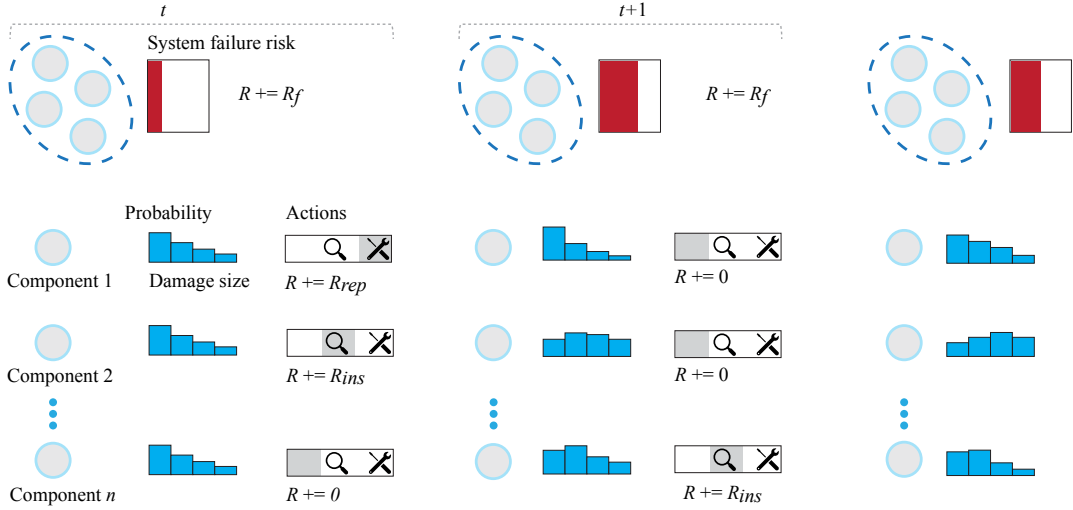 t
t+1
System failure risk
R += Rf
R += Rf
Probability
Actions
Component 1
Damage size
R += Rrep
R += 0
Component 2
R += Rins
R += 0
Component n
R += 0
R += Rins